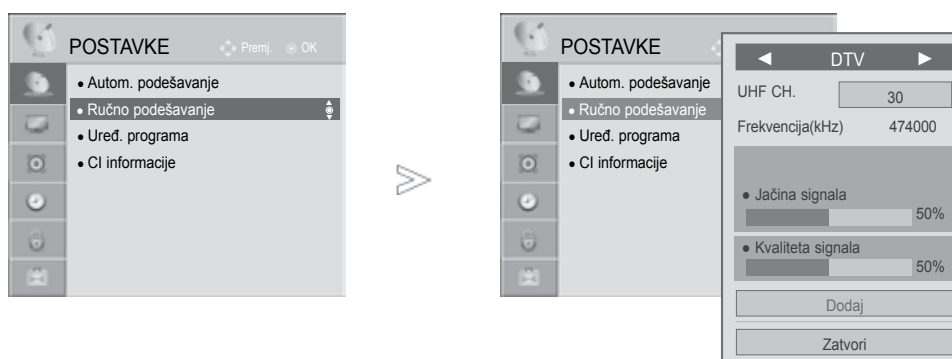 POSTAVKE Premj. OK
• Autom. podešavanje
• Ručno podešavanje
• Uređ. programa
• CI informacije
POSTAVKE
• Autom. podešavanje
• Ručno podešavanje
• Uređ. programa
• CI informacije
◄ DTV ►
UHF CH. 30
Frekvencija(kHz) 474000
• Jačina signala
50%
• Kvaliteta signala
50%
Dodaj
Zatvori